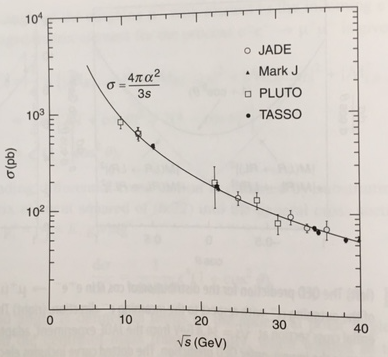 10⁴
10³
10²
σ(pb)
σ = 4πα² / 3s
JADE
Mark J
PLUTO
TASSO
0 10 20 30 40
√s (GeV)